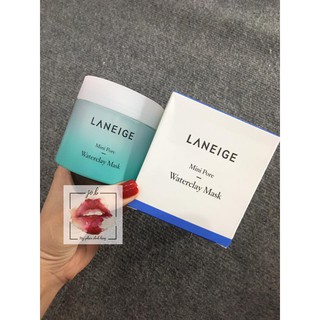 LANEIGE
Mini Pore
Waterclay Mask
LANEIGE
Mini Pore
Waterclay Mask